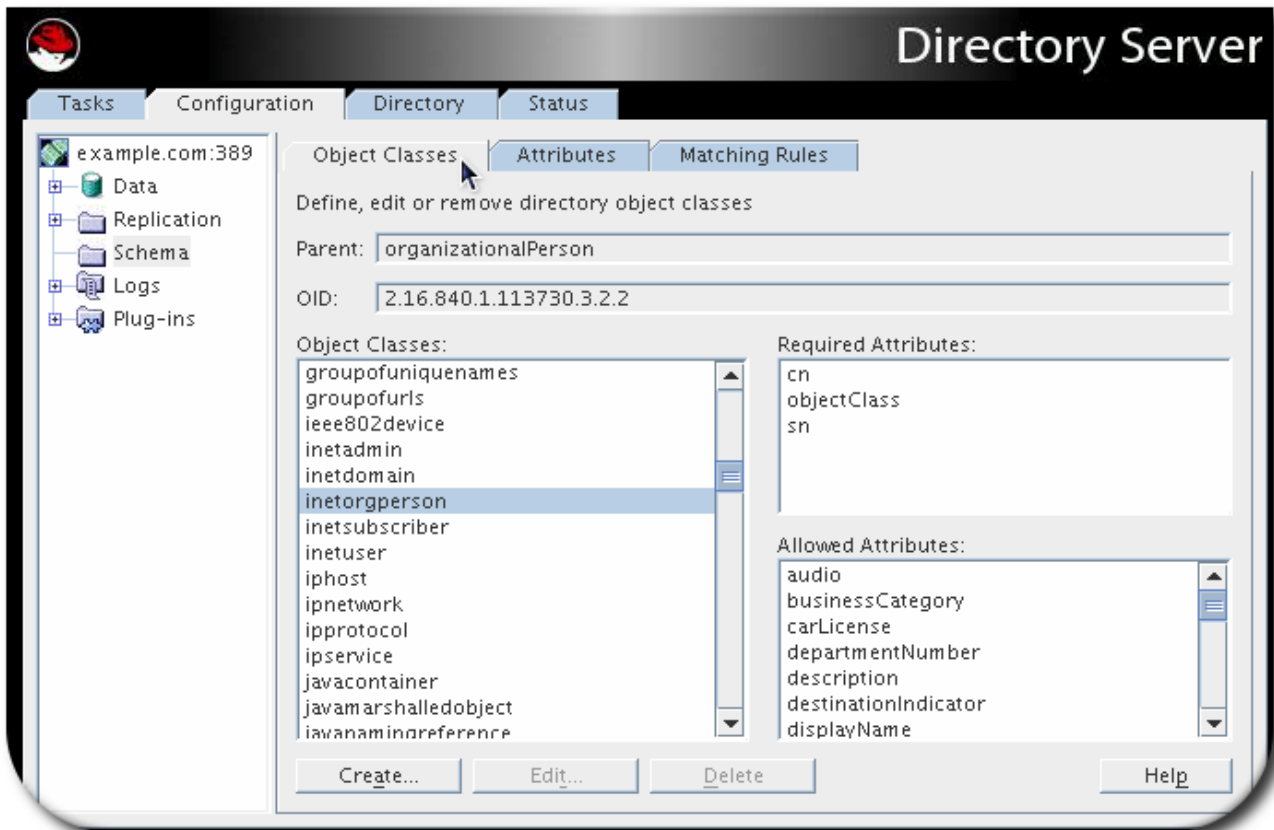 Directory Server
Tasks Configuration Directory Status
example.com:389
Data
Replication
Schema
Logs
Plug-ins
Object Classes Attributes Matching Rules
Define, edit or remove directory object classes
Parent: organizationalPerson
OID: 2.16.840.1.113730.3.2.2
Object Classes:
groupofuniquenames
groupofurls
ieee802device
inetadmin
inetdomain
inetorgperson
inetsubscriber
inetuser
iphost
ipnetwork
ipprotocol
ipservice
javacontainer
javamarshalledobject
javanamingreference
Required Attributes:
cn
objectClass
sn
Allowed Attributes:
audio
businessCategory
carLicense
departmentNumber
description
destinationIndicator
displayName
Create... Edit... Delete Help